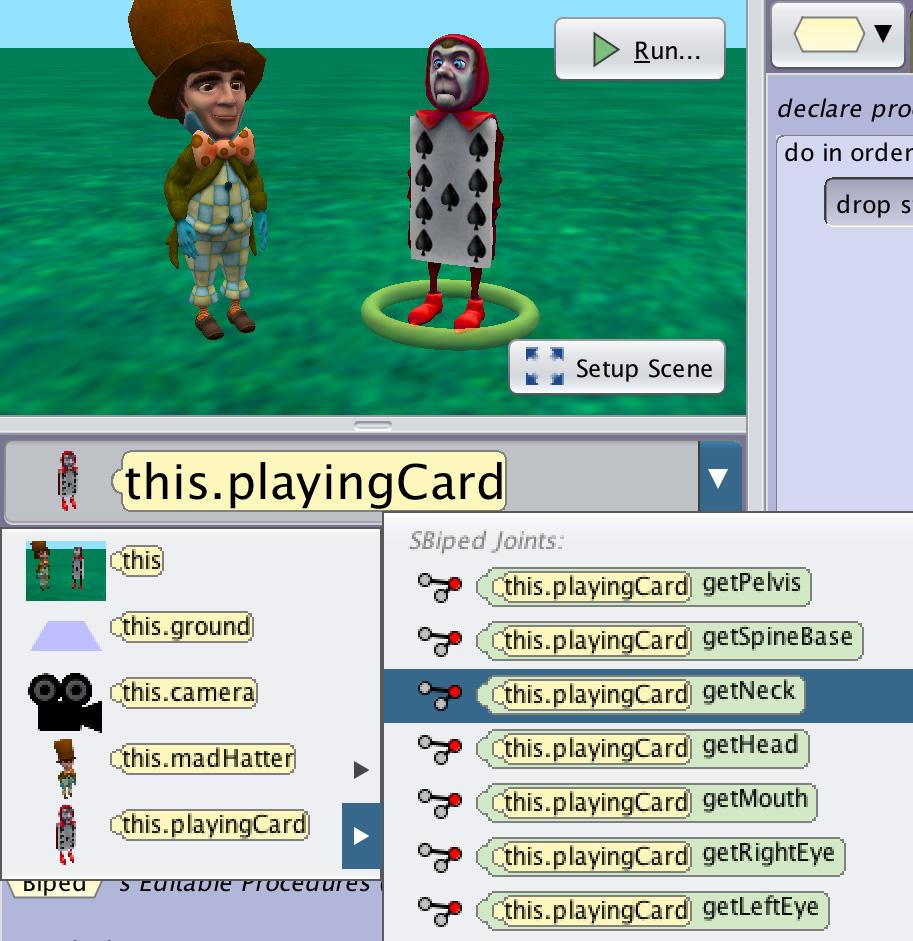 Run...
declare pro
do in order
drop s
Setup Scene
this.playingCard
this
this.ground
this.camera
this.madHatter
this.playingCard
SBiped Joints:
this.playingCard getPelvis
this.playingCard getSpineBase
this.playingCard getNeck
this.playingCard getHead
this.playingCard getMouth
this.playingCard getRightEye
this.playingCard getLeftEye
Biped 's Editable Procedures (